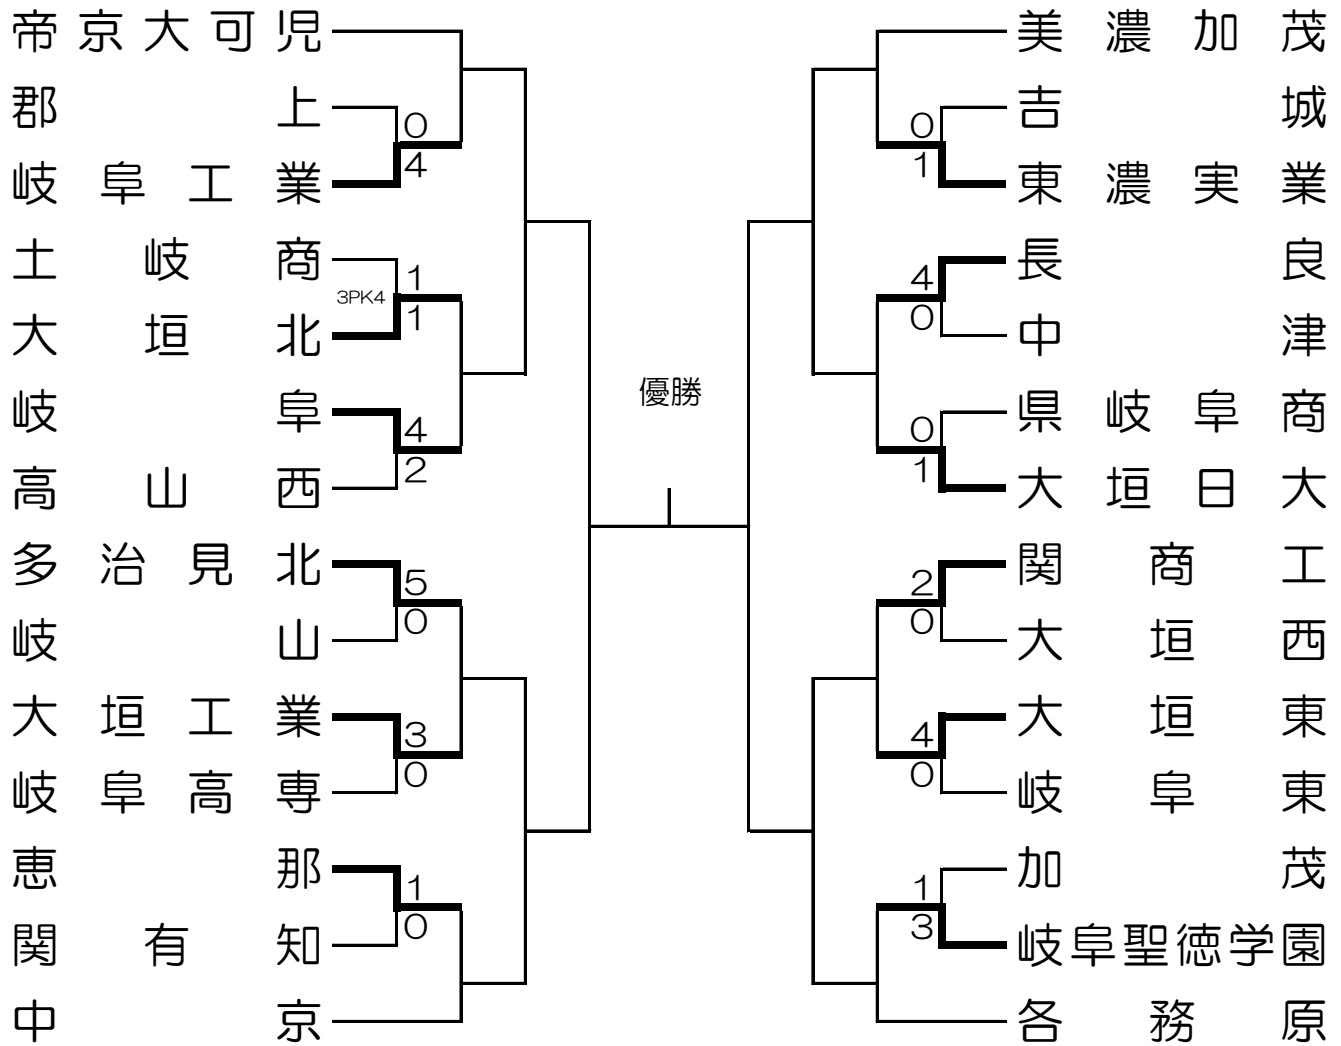 帝京大可児
郡上
0
4
岐阜工業
土岐商
1
3PK4
1
大垣北
岐阜
4
2
高山西
多治見北
5
0
岐山
大垣工業
3
0
岐阜高専
恵那
1
0
関有知
中京
優勝
美濃加茂
吉城
0
1
東濃実業
長良
4
0
中津
県岐阜商
0
1
大垣日大
関商工
2
0
大垣西
大垣東
4
0
岐阜東
加茂
1
3
岐阜聖徳学園
各務原